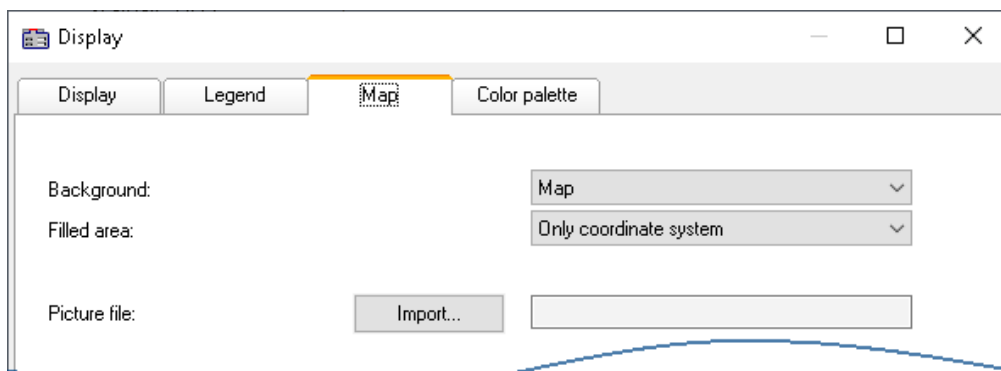 Display
Display Legend Map Color palette
Background: Map
Filled area: Only coordinate system
Picture file: Import...